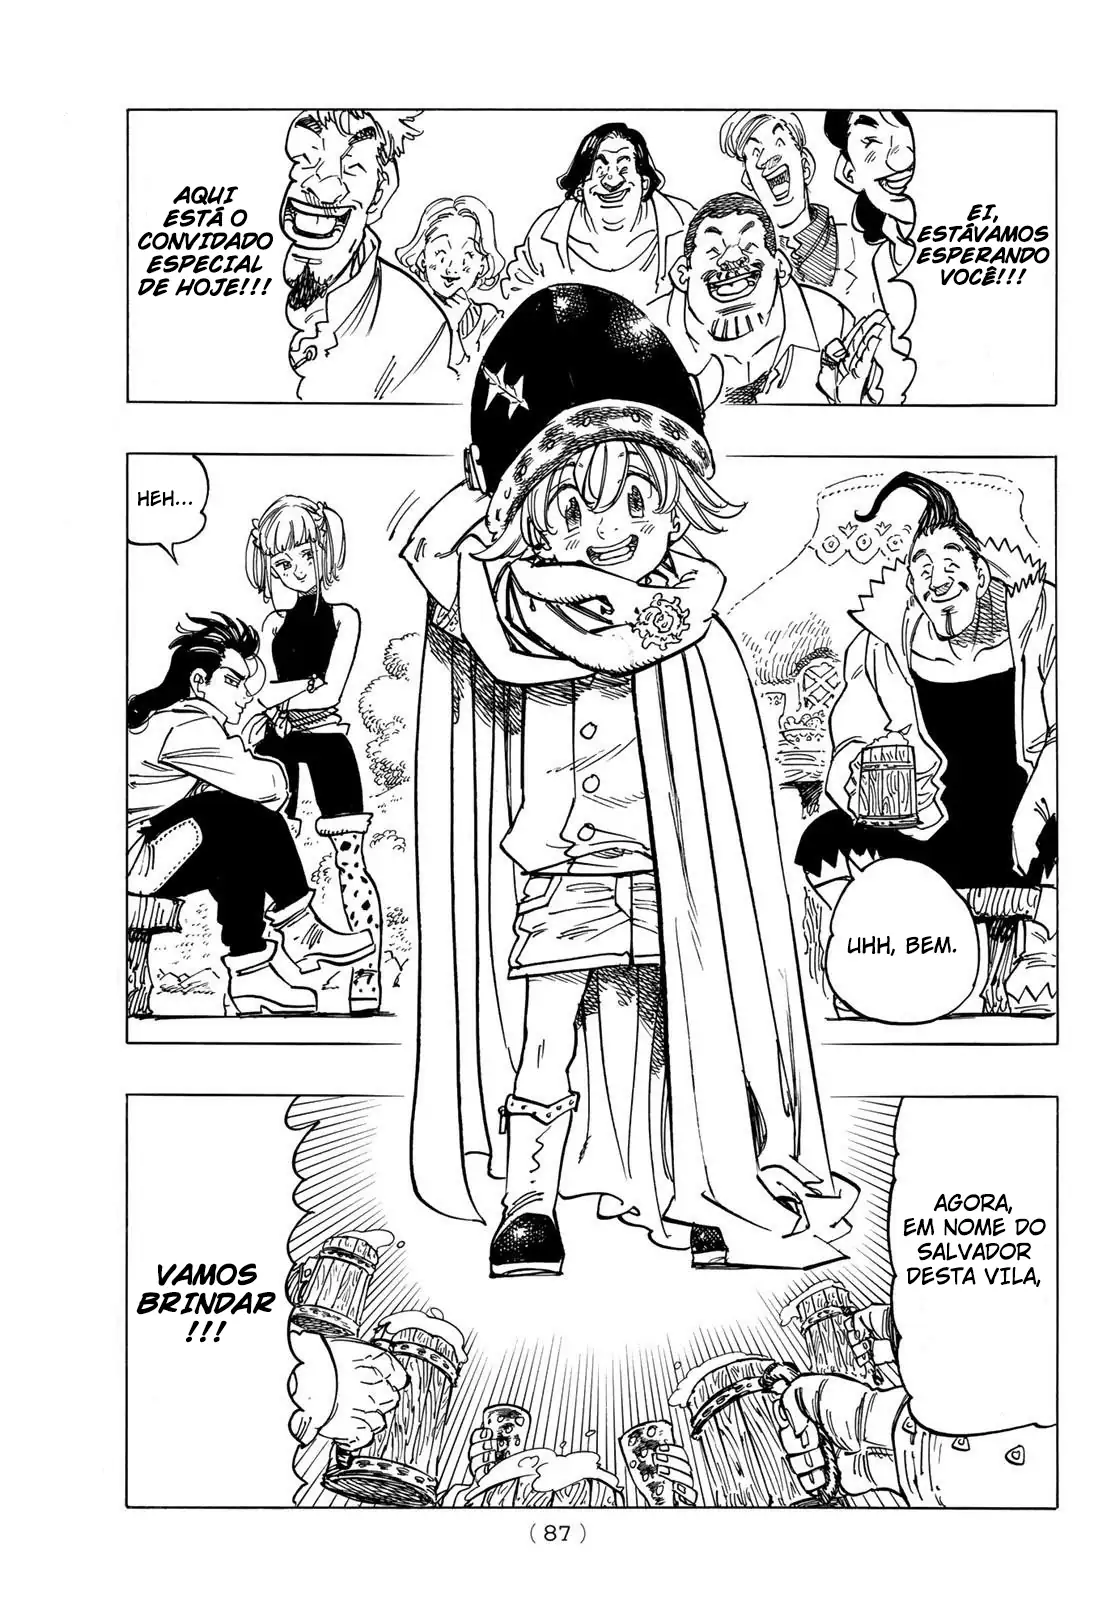 EI,
ESTÁVAMOS
ESPERANDO
VOCÊ!!!
AQUI
ESTÁ O
CONVIDADO
ESPECIAL
DE HOJE!!!
UHH, BEM.
HEH...
AGORA,
EM NOME DO
SALVADOR
DESTA VILA,
VAMOS
BRINDAR
!!!
( 87 )